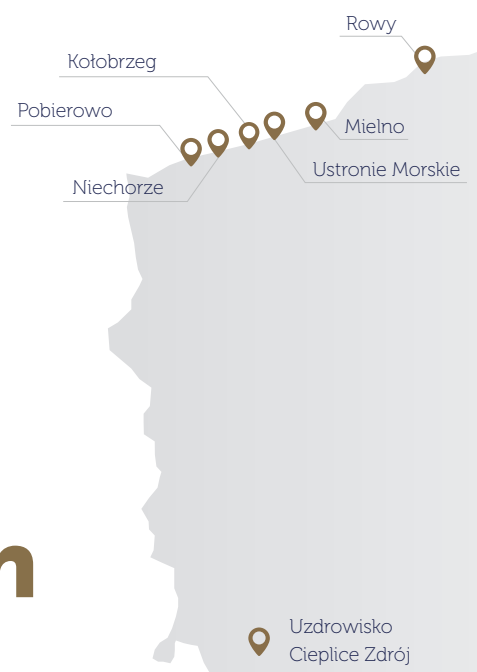 Rowy
Kołobrzeg
Pobierowo
Mielno
Ustronie Morskie
Niechorze
n
Uzdrowisko
Cieplice Zdrój